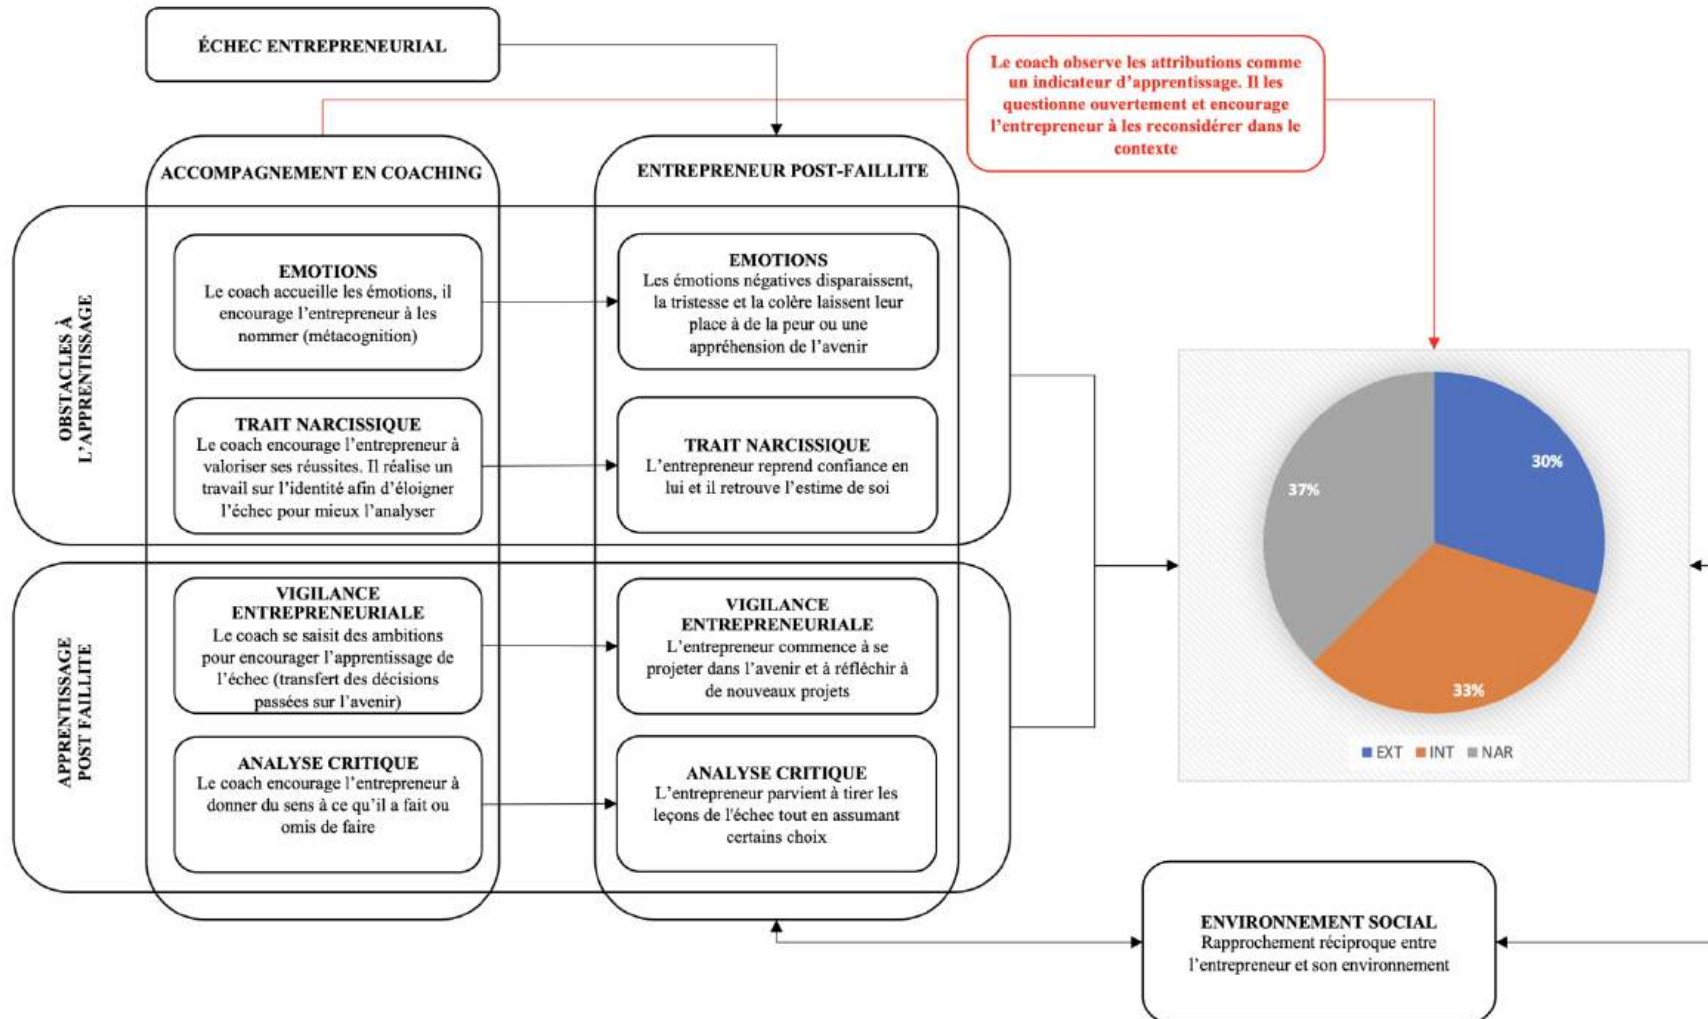 ÉCHEC ENTREPRENEURIAL
Le coach observe les attributions comme
un indicateur d'apprentissage. Il les
questionne ouvertement et encourage
l'entrepreneur à les reconsidérer dans le
contexte
ACCOMPAGNEMENT EN COACHING
ENTREPRENEUR POST-FAILLITE
OBSTACLES À
L'APPRENTISSAGE
EMOTIONS
Le coach accueille les émotions, il
encourage l'entrepreneur à les
nommer (métacognition)
EMOTIONS
Les émotions négatives disparaissent,
la tristesse et la colère laissent leur
place à de la peur ou une
appréhension de l'avenir
TRAIT NARCISSIQUE
Le coach encourage l'entrepreneur à
valoriser ses réussites. Il réalise un
travail sur l'identité afin d'éloigner
l'échec pour mieux l'analyser
TRAIT NARCISSIQUE
L'entrepreneur reprend confiance en
lui et il retrouve l'estime de soi
APPRENTISSAGE
POST FAILLITE
VIGILANCE
ENTREPRENEURIALE
Le coach se saisit des ambitions
pour encourager l'apprentissage de
l'échec (transfert des décisions
passées sur l'avenir)
VIGILANCE
ENTREPRENEURIALE
L'entrepreneur commence à se
projeter dans l'avenir et à réfléchir à
de nouveaux projets
ANALYSE CRITIQUE
Le coach encourage l'entrepreneur à
donner du sens à ce qu'il a fait ou
omis de faire
ANALYSE CRITIQUE
L'entrepreneur parvient à tirer les
leçons de l'échec tout en assumant
certains choix
30%
37%
33%
EXT INT NAR
ENVIRONNEMENT SOCIAL
Rapprochement réciproque entre
l'entrepreneur et son environnement